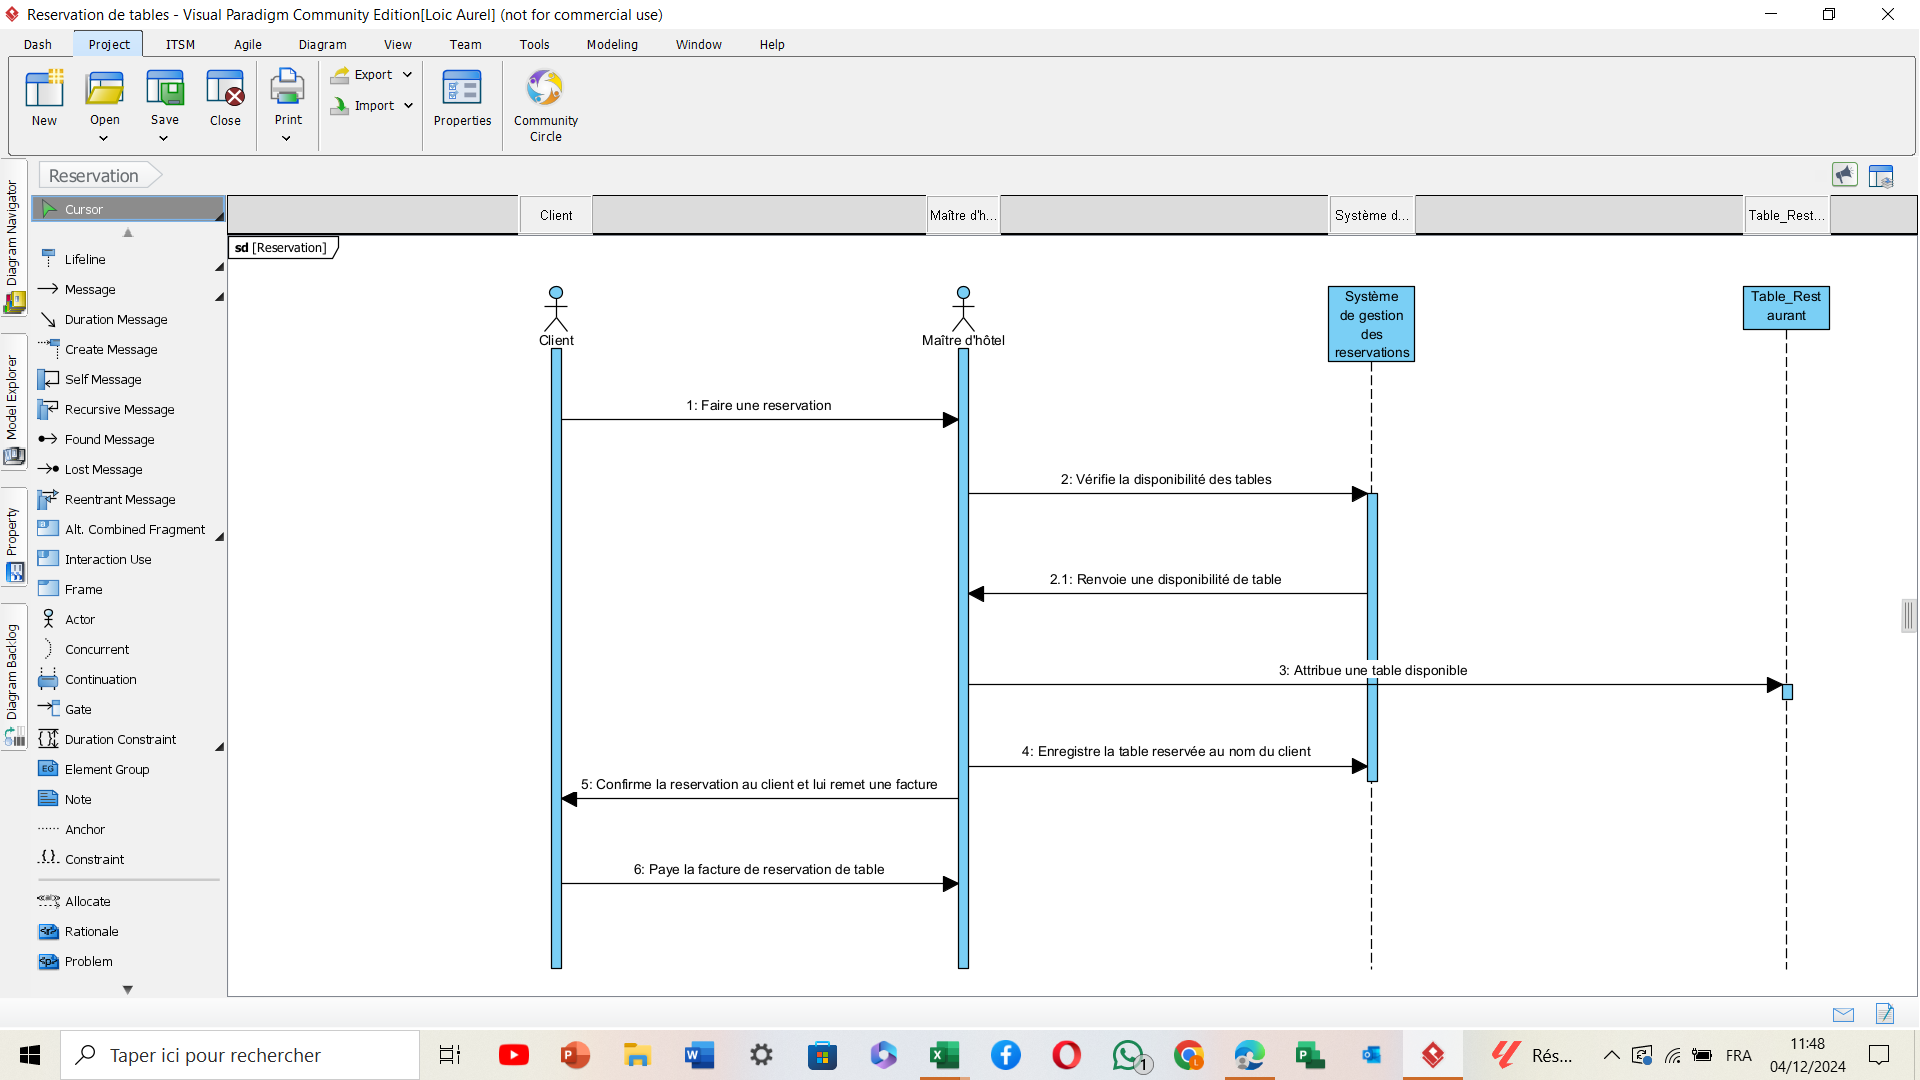 Reservation de tables - Visual Paradigm Community Edition[Loic Aurel] (not for commercial use)
Dash Project ITSM Agile Diagram View Team Tools Modeling Window Help
New Open Save Close Print Export Import Properties Community Circle
Reservation
Diagram Navigator
Model Explorer
Property
Diagram Backlog
Cursor
Lifeline
Message
Duration Message
Create Message
Self Message
Recursive Message
Found Message
Lost Message
Reentrant Message
Alt. Combined Fragment
Interaction Use
Frame
Actor
Concurrent
Continuation
Gate
Duration Constraint
Element Group
Note
Anchor
Constraint
Allocate
Rationale
Problem
Client Maître d'h... Système d... Table_Rest...
sd [Reservation]
Client
Maître d'hôtel
Système
de gestion
des
reservations
Table_Rest
aurant
1: Faire une reservation
2: Vérifie la disponibilité des tables
2.1: Renvoie une disponibilité de table
3: Attribue une table disponible
4: Enregistre la table reservée au nom du client
5: Confirme la reservation au client et lui remet une facture
6: Paye la facture de reservation de table
Taper ici pour rechercher
1
Rés...
FRA
11:48
04/12/2024